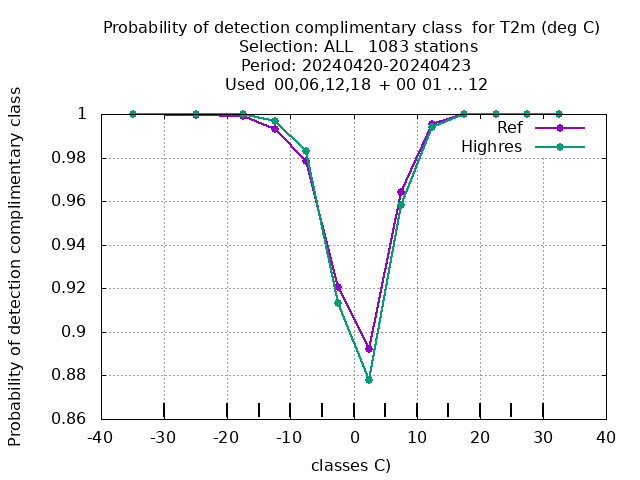 Probability of detection complimentary class  for T2m (deg C)
Selection: ALL   1083 stations
Period: 20240420-20240423
Used  00,06,12,18  + 00 01 ... 12
Probability of detection complimentary class
1
0.98
0.96
0.94
0.92
0.9
0.88
0.86
Ref
Highres
-40 -30 -20 -10 0 10 20 30 40
classes C)